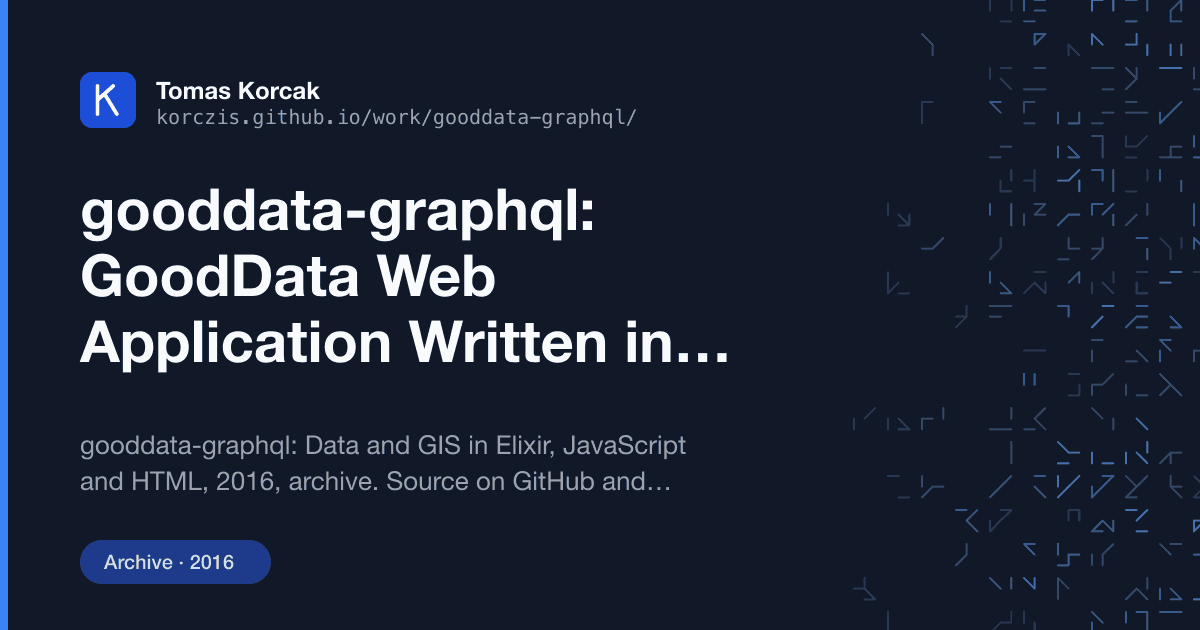 K
Tomas Korcak
korczis.github.io/work/gooddata-graphql/
gooddata-graphql:
GoodData Web
Application Written in…
gooddata-graphql: Data and GIS in Elixir, JavaScript
and HTML, 2016, archive. Source on GitHub and…
Archive · 2016